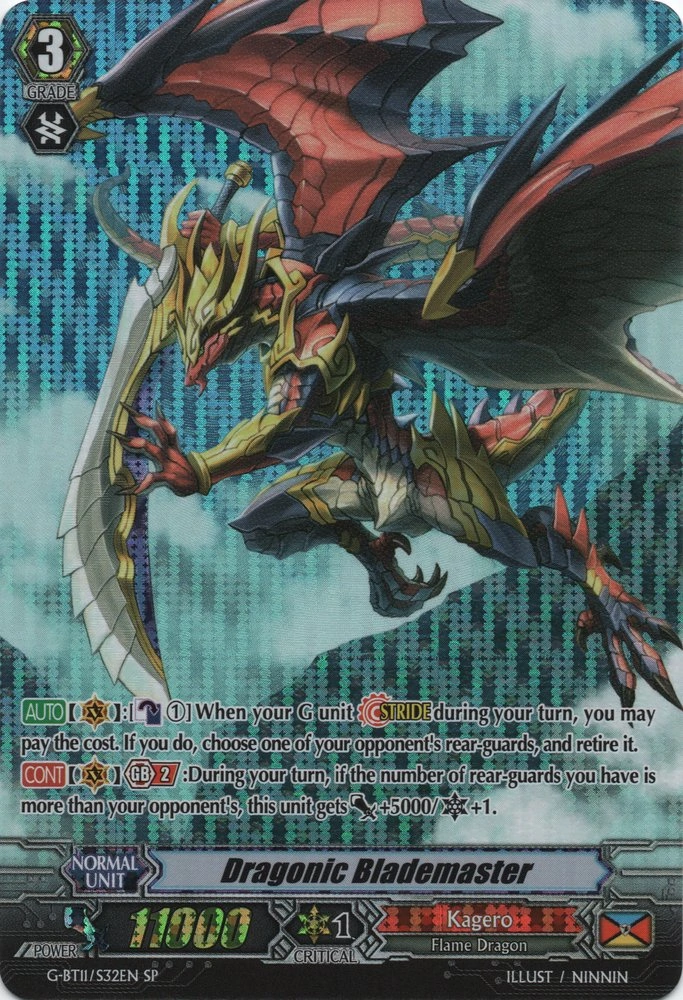 3
GRADE
AUTO【】:[①] When your G unit STRIDE during your turn, you may
pay the cost. If you do, choose one of your opponent's rear-guards, and retire it.
CONT【】GB 2 :During your turn, if the number of rear-guards you have is
more than your opponent's, this unit gets +5000/ +1.
NORMAL
UNIT
Dragonic Blademaster
POWER
11000
1
CRITICAL
Kagero
Flame Dragon
G-BT11/S32EN SP
ILLUST / NINNIN